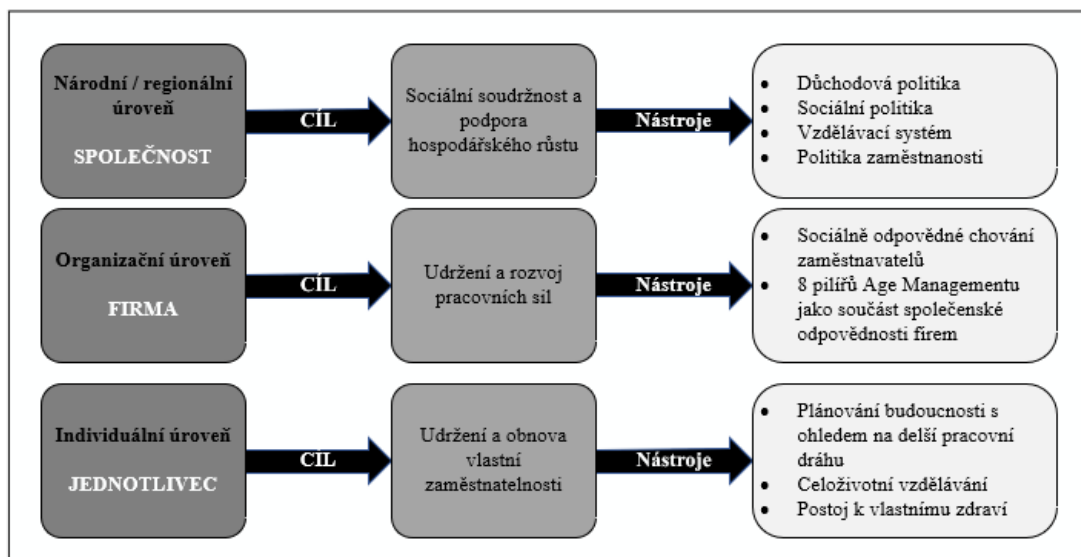 Národní / regionální
úroveň
SPOLEČNOST
CÍL
Sociální soudržnost a
podpora
hospodářského růstu
Nástroje
• Důchodová politika
• Sociální politika
• Vzdělávací systém
• Politika zaměstnanosti
Organizační úroveň
FIRMA
CÍL
Udržení a rozvoj
pracovních sil
Nástroje
• Sociálně odpovědné chování
zaměstnavatelů
• 8 pilířů Age Managementu
jako součást společenské
odpovědnosti firem
Individuální úroveň
JEDNOTLIVEC
CÍL
Udržení a obnova
vlastní
zaměstnatelnosti
Nástroje
• Plánování budoucnosti s
ohledem na delší pracovní
dráhu
• Celoživotní vzdělávání
• Postoj k vlastnímu zdraví